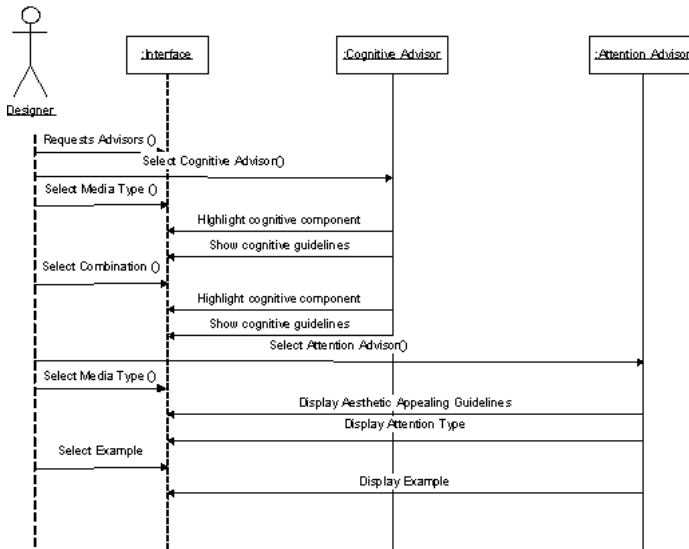 :Interface
:Cognitive Advisor
:Attention Advisor
Designer
Requests Advisors ()
Select Cognitive Advisor()
Select Media Type ()
Highlight cognitive component
Show cognitive guidelines
Select Combination ()
Highlight cognitive component
Show cognitive guidelines
Select Attention Advisor()
Select Media Type ()
Display Aesthetic Appealing Guidelines
Display Attention Type
Select Example
Display Example